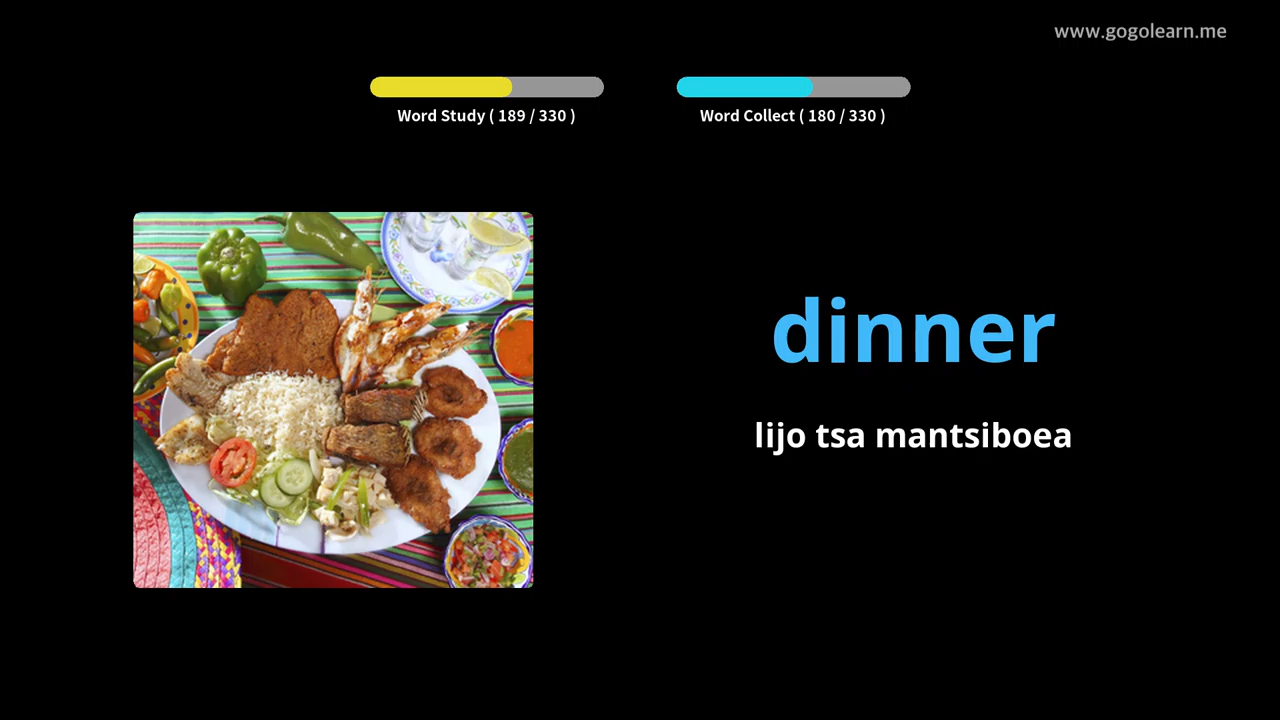 www.gogolearn.me
Word Study ( 189 / 330 )
Word Collect ( 180 / 330 )
dinner
lijo tsa mantsiboea